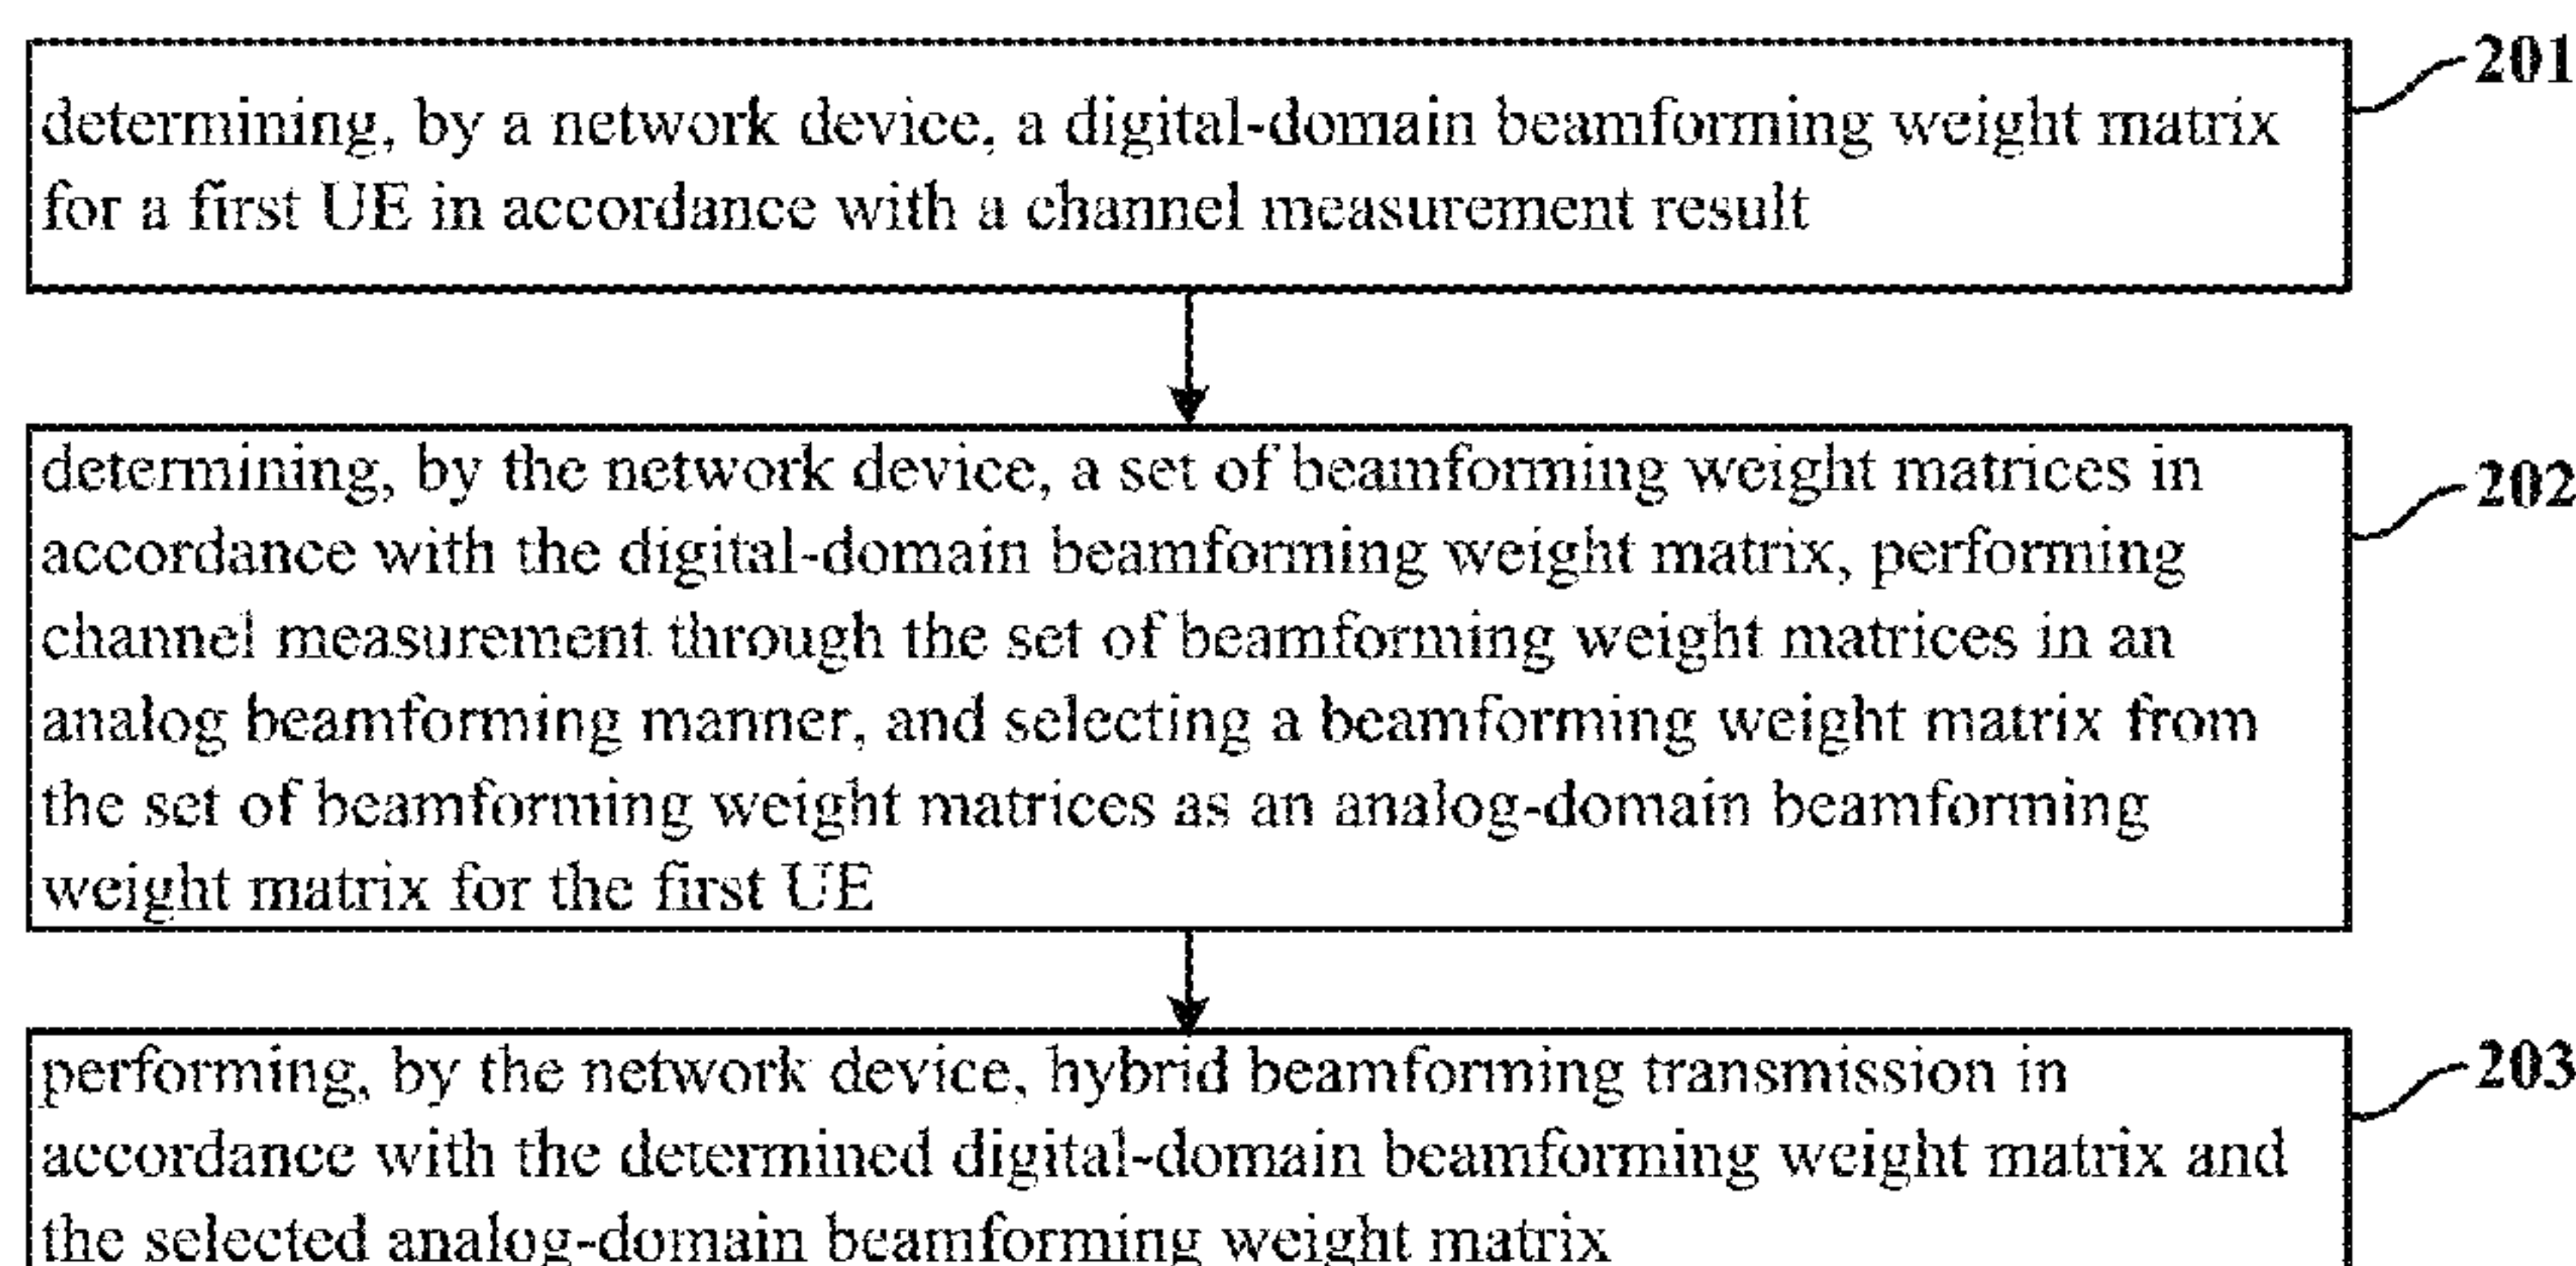 201
determining, by a network device, a digital-domain beamforming weight matrix
for a first UE in accordance with a channel measurement result
202
determining, by the network device, a set of beamforming weight matrices in
accordance with the digital-domain beamforming weight matrix, performing
channel measurement through the set of beamforming weight matrices in an
analog beamforming manner, and selecting a beamforming weight matrix from
the set of beamforming weight matrices as an analog-domain beamforming
weight matrix for the first UE
203
performing, by the network device, hybrid beamforming transmission in
accordance with the determined digital-domain beamforming weight matrix and
the selected analog-domain beamforming weight matrix